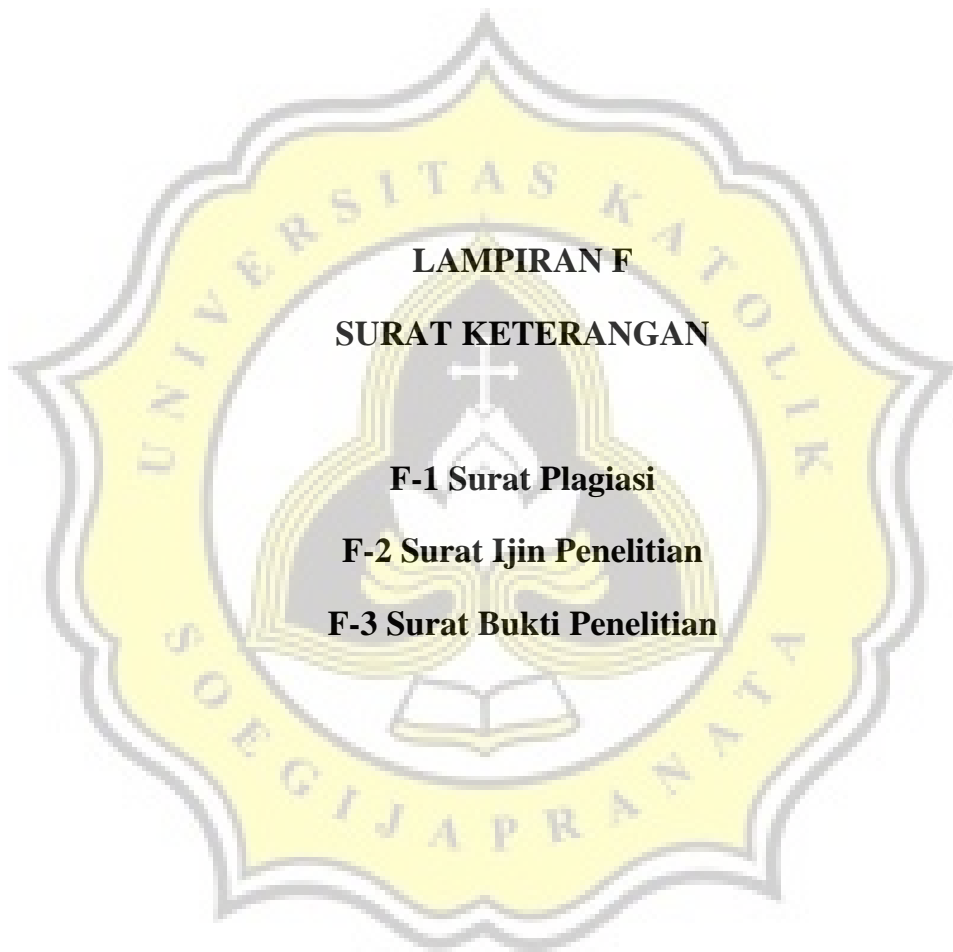 UNIVERSITAS KATOLIK
LAMPIRAN F
SURAT KETERANGAN
F-1 Surat Plagiasi
F-2 Surat Ijin Penelitian
F-3 Surat Bukti Penelitian
SOEGIJAPRANATA